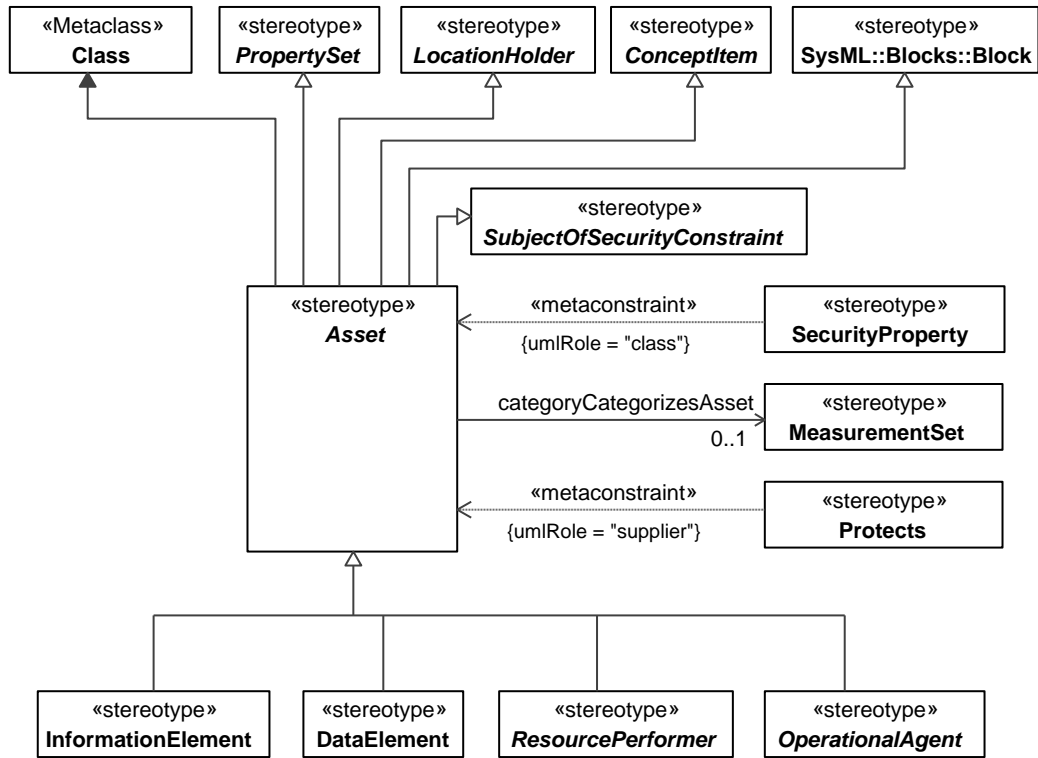 «Metaclass»
Class
«stereotype»
PropertySet
«stereotype»
LocationHolder
«stereotype»
ConceptItem
«stereotype»
SysML::Blocks::Block
«stereotype»
SubjectOfSecurityConstraint
«stereotype»
Asset
«metaconstraint»
{umlRole = "class"}
«stereotype»
SecurityProperty
categoryCategorizesAsset
0..1
«stereotype»
MeasurementSet
«metaconstraint»
{umlRole = "supplier"}
«stereotype»
Protects
«stereotype»
InformationElement
«stereotype»
DataElement
«stereotype»
ResourcePerformer
«stereotype»
OperationalAgent